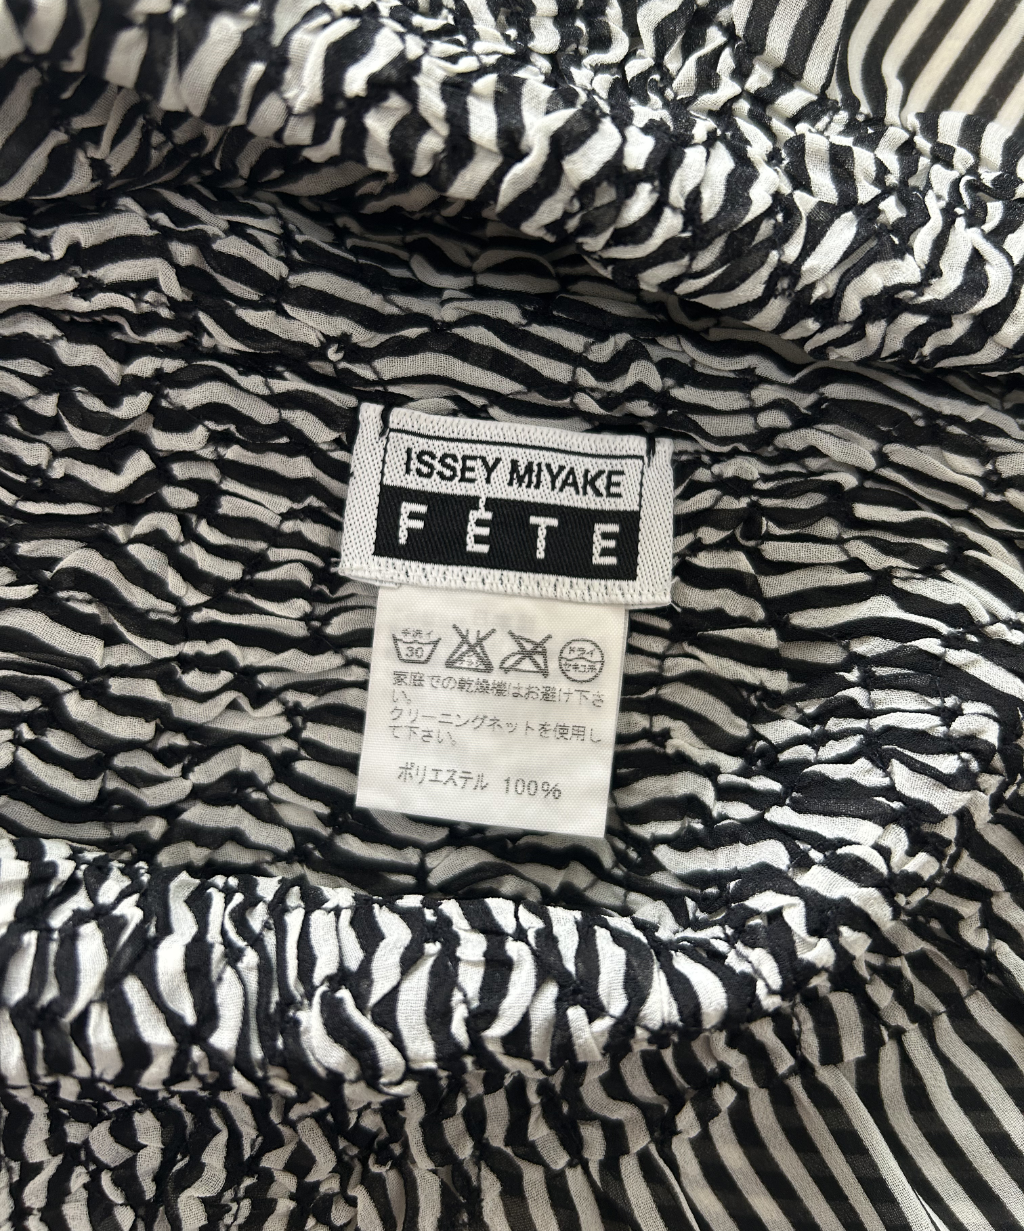 ISSEY MIYAKE
FÊTE
手洗イ
30
ドライ
セキユ系
家庭での乾燥機はお避け下さ
い。
クリーニングネットを使用し
て下さい。
ポリエステル 100%